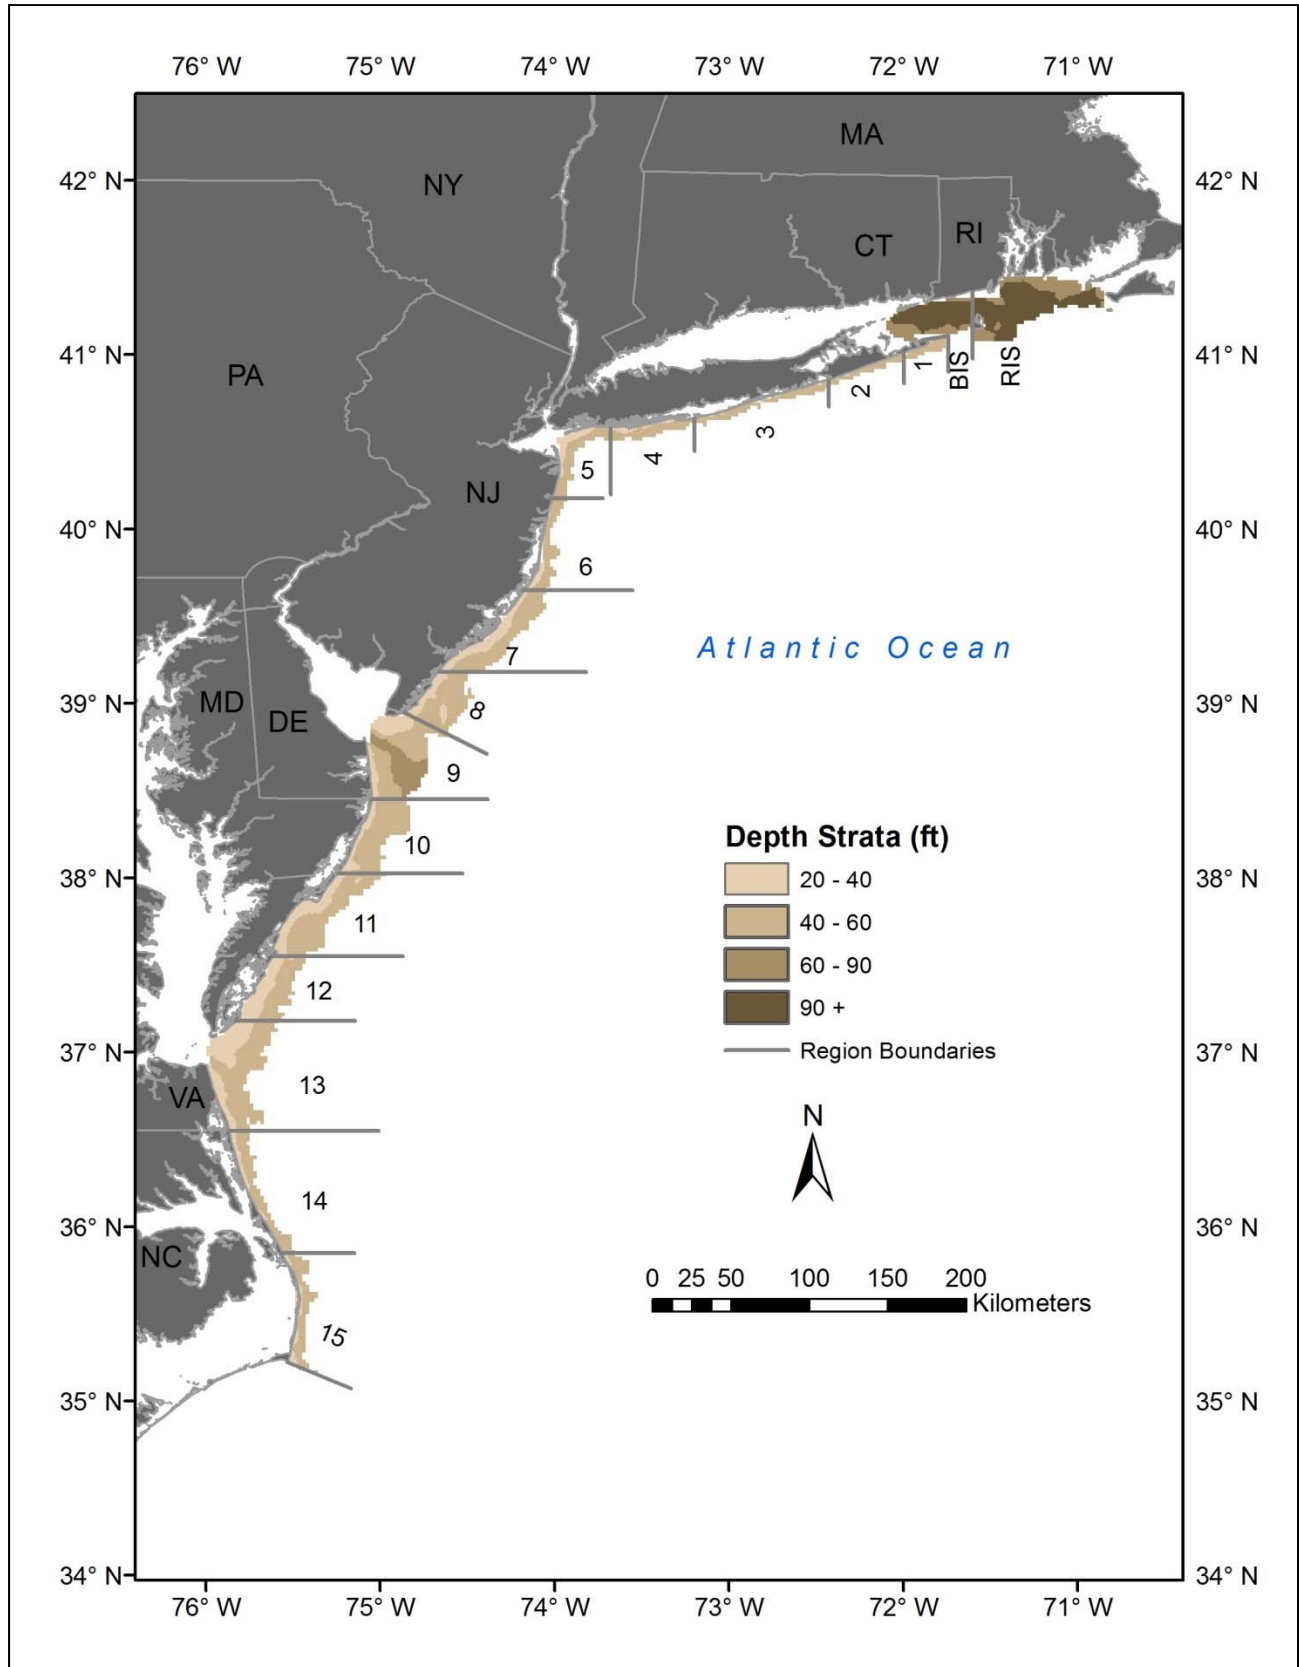 76° W 75° W 74° W 73° W 72° W 71° W
MA
42° N 42° N
NY
RI
CT
41° N 41° N
PA
1
BIS
RIS
2
3
4
5
NJ
40° N 40° N
6
Atlantic Ocean
7
39° N 39° N
MD
8
DE
9
10
Depth Strata (ft)
20 - 40
38° N 38° N
40 - 60
11
60 - 90
12
90 +
37° N 37° N
Region Boundaries
13
VA
N
14
36° N 36° N
NC
0 25 50 100 150 200
Kilometers
15
35° N 35° N
34° N 34° N
76° W 75° W 74° W 73° W 72° W 71° W